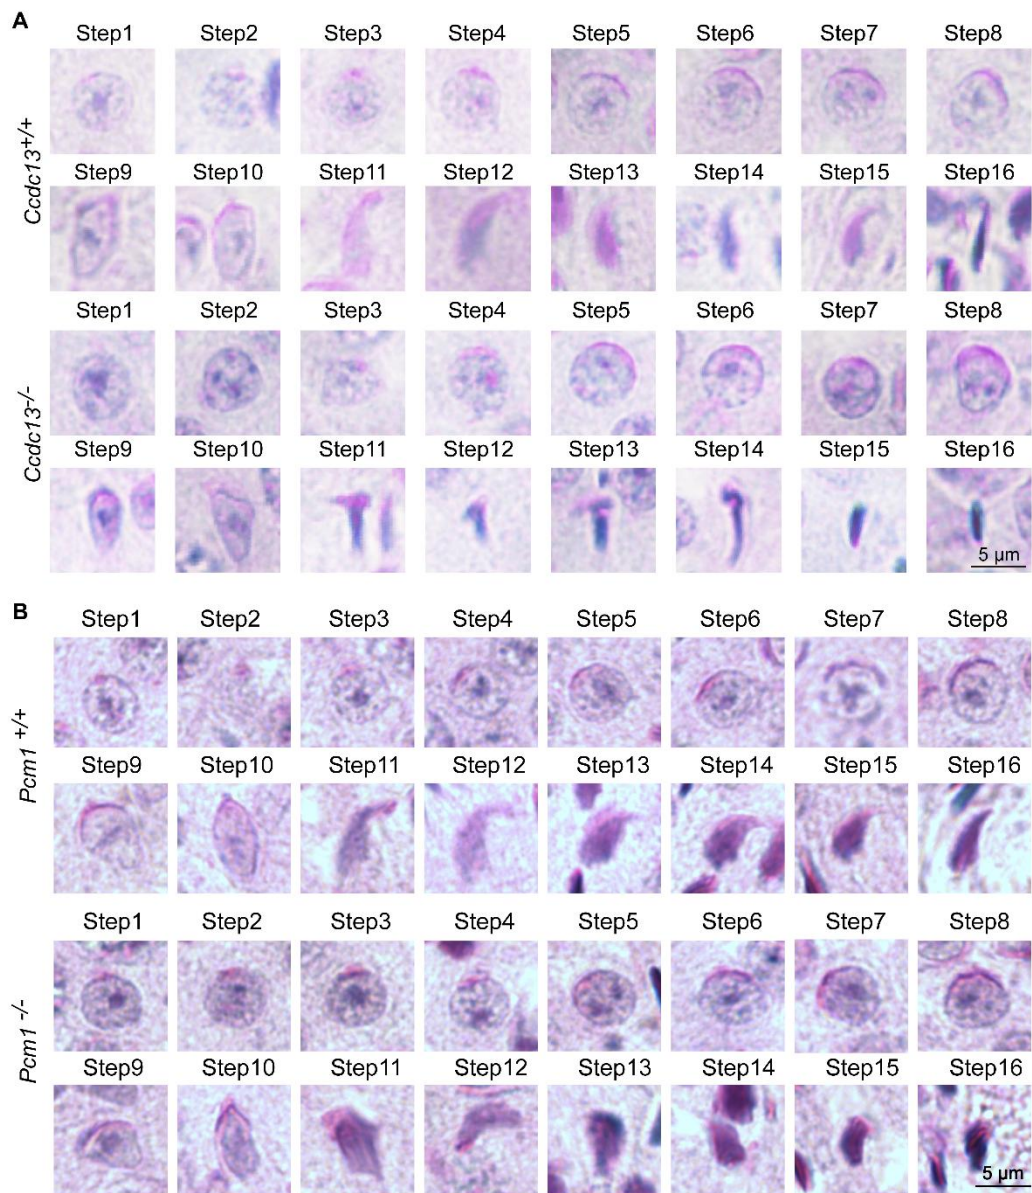 A
Step1 Step2 Step3 Step4 Step5 Step6 Step7 Step8
Ccdc13+/+
Step9 Step10 Step11 Step12 Step13 Step14 Step15 Step16
Step1 Step2 Step3 Step4 Step5 Step6 Step7 Step8
Ccdc13-/-
Step9 Step10 Step11 Step12 Step13 Step14 Step15 Step16
5 μm
B
Step1 Step2 Step3 Step4 Step5 Step6 Step7 Step8
Pcm1 +/+
Step9 Step10 Step11 Step12 Step13 Step14 Step15 Step16
Step1 Step2 Step3 Step4 Step5 Step6 Step7 Step8
Pcm1 -/-
Step9 Step10 Step11 Step12 Step13 Step14 Step15 Step16
5 μm